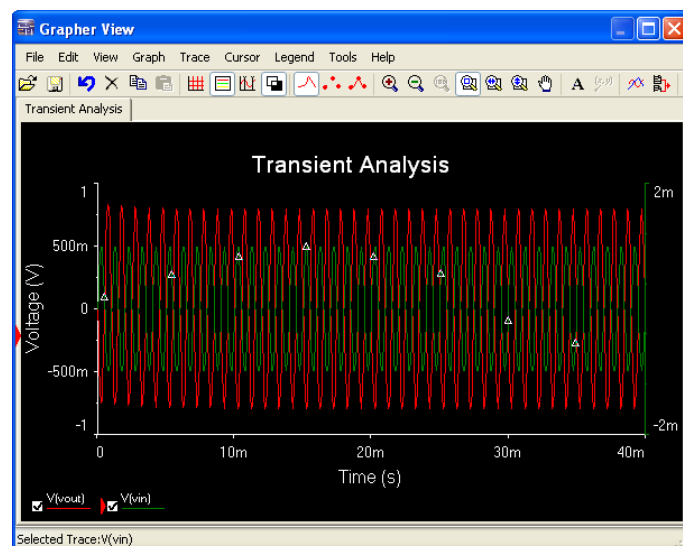 Grapher View
File Edit View Graph Trace Cursor Legend Tools Help
A
Transient Analysis
Transient Analysis
1
500m
0
-500m
-1
Voltage (V)
2m
-2m
0 10m 20m 30m 40m
Time (s)
V(vout) V(vin)
Selected Trace:V(vin)